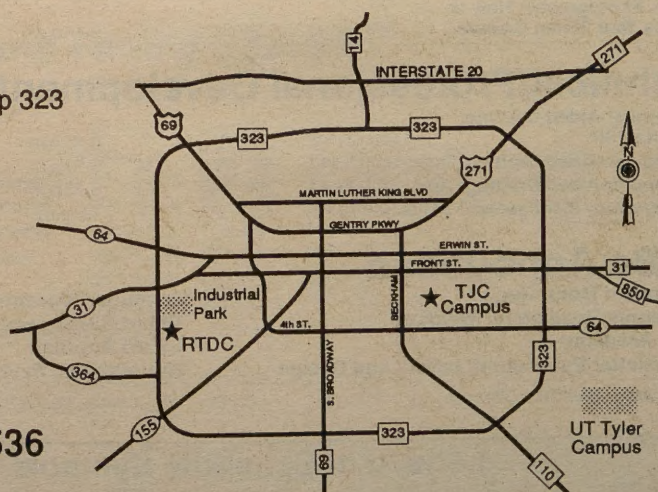 14
271
INTERSTATE 20
p 323
69
323
323
271
N
MARTIN LUTHER KING BLVD
GENTRY PKWY
64
ERWIN ST.
FRONT ST.
31
850
Industrial
Park
BECKHAM
TJC
Campus
31
4th ST.
64
RTDC
S. BROADWAY
323
364
155
323
536
UT Tyler
Campus
69
110